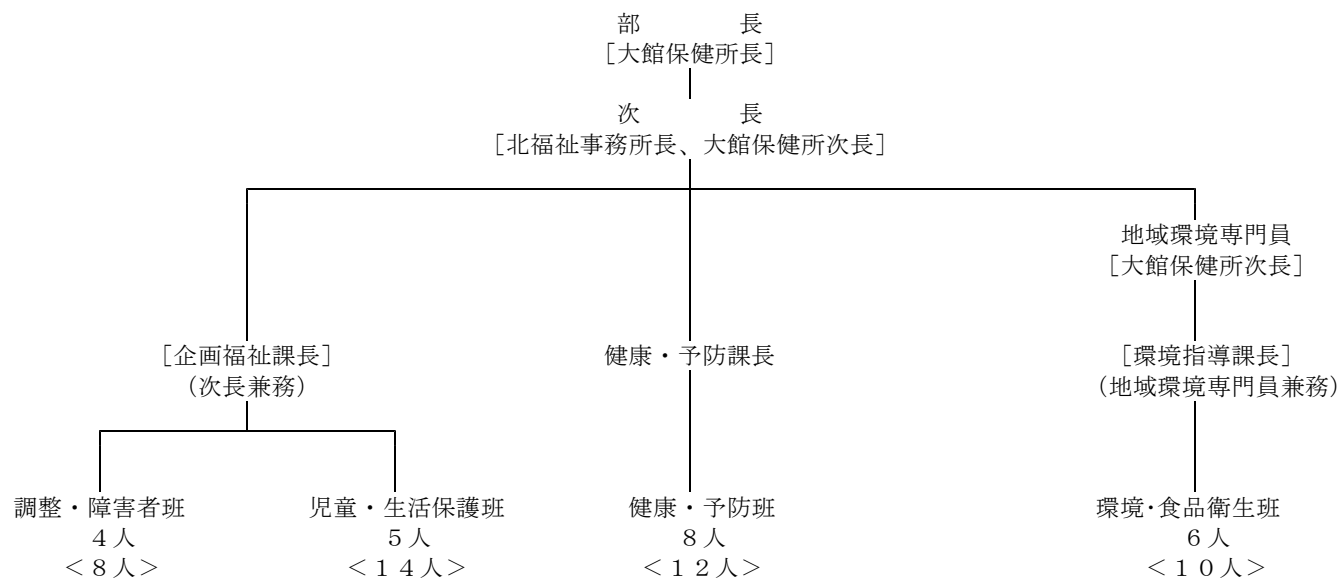 部　　　　長
［大館保健所長］
次　　　　長
［北福祉事務所長、大館保健所次長］
地域環境専門員
［大館保健所次長］
［企画福祉課長］
（次長兼務）
健康・予防課長
［環境指導課長］
（地域環境専門員兼務）
調整・障害者班
４人
＜８人＞
児童・生活保護班
５人
＜１４人＞
健康・予防班
８人
＜１２人＞
環境･食品衛生班
６人
＜１０人＞